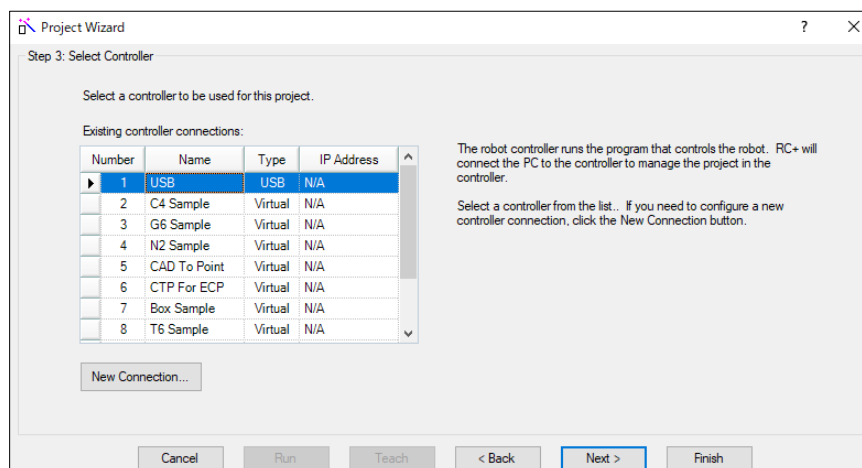 Project Wizard
?
Step 3: Select Controller
Select a controller to be used for this project.
Existing controller connections:
Number Name Type IP Address
1 USB USB N/A
2 C4 Sample Virtual N/A
3 G6 Sample Virtual N/A
4 N2 Sample Virtual N/A
5 CAD To Point Virtual N/A
6 CTP For ECP Virtual N/A
7 Box Sample Virtual N/A
8 T6 Sample Virtual N/A
The robot controller runs the program that controls the robot. RC+ will
connect the PC to the controller to manage the project in the
controller.
Select a controller from the list.. If you need to configure a new
controller connection, click the New Connection button.
New Connection...
Cancel Run Teach < Back Next > Finish